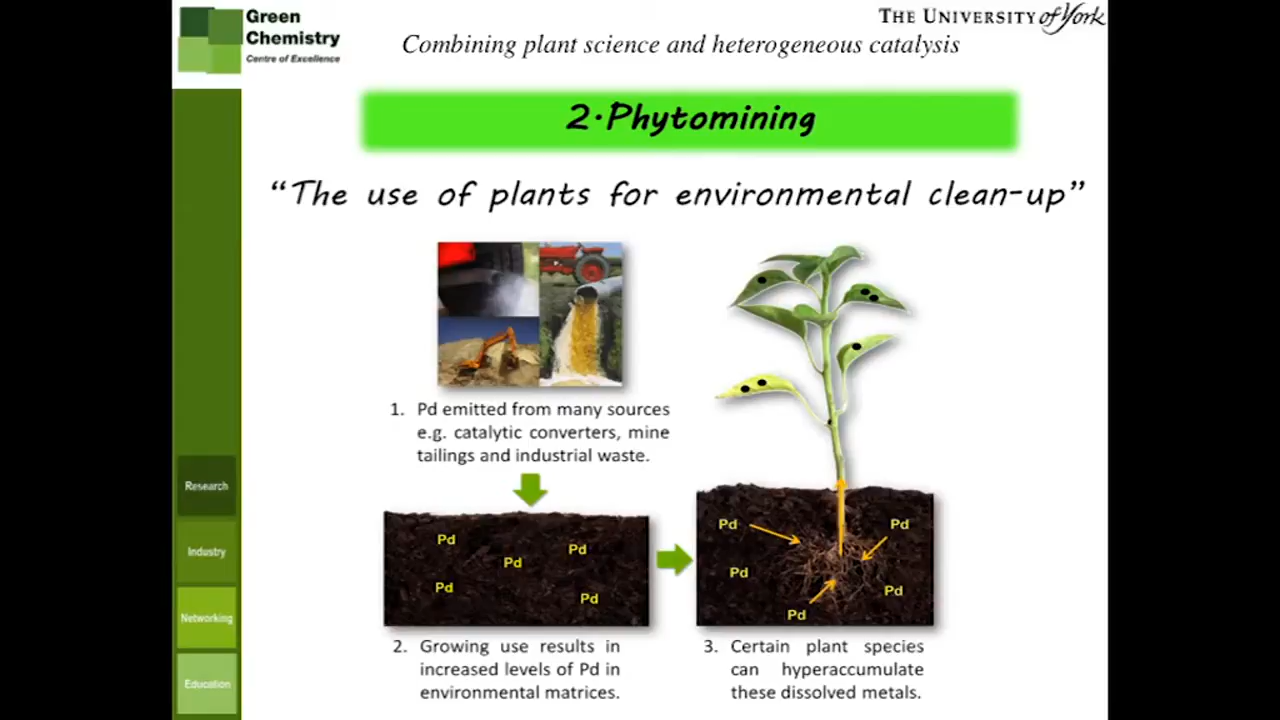 Green
Chemistry
Centre of Excellence
THE UNIVERSITY of York
Combining plant science and heterogeneous catalysis
2.Phytomining
“The use of plants for environmental clean-up”
1. Pd emitted from many sources
e.g. catalytic converters, mine
tailings and industrial waste.
Pd
Pd
Pd
Pd
Pd
2. Growing use results in
increased levels of Pd in
environmental matrices.
Pd
Pd
Pd
Pd
Pd
3. Certain plant species
can hyperaccumulate
these dissolved metals.
Research
Industry
Networking
Education